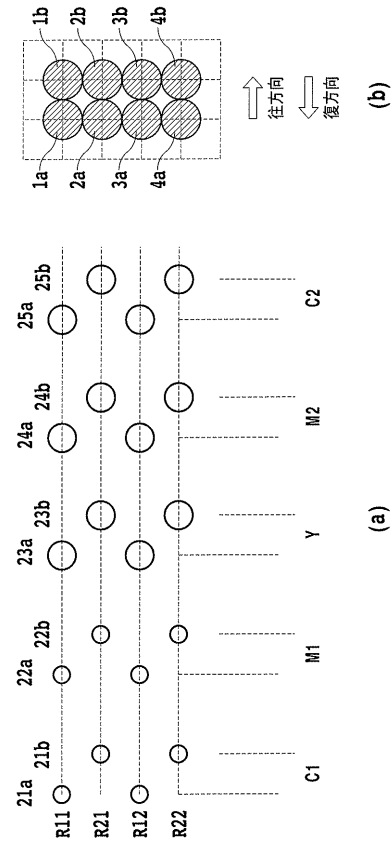 1b 2b 3b 4b
1a 2a 3a 4a
往方向
復方向
(b)
21a 21b 22a 22b 23a 23b 24a 24b 25a 25b
R11
R21
R12
R22
C1 M1 Y M2 C2
(a)